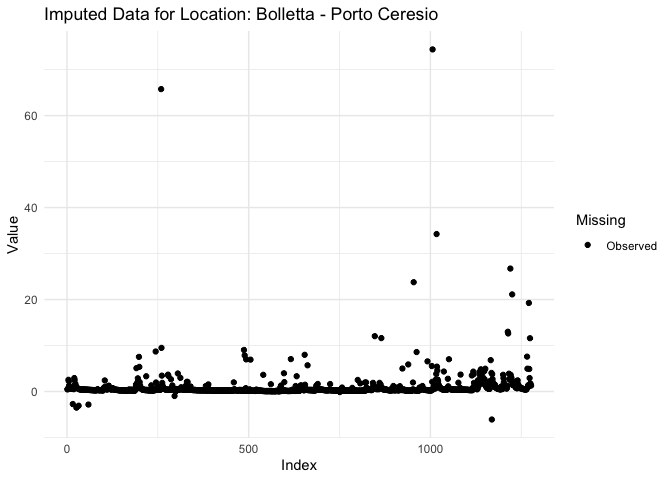 Imputed Data for Location: Bolletta - Porto Ceresio
60
40
20
0
Value
0
500
1000
Index
Missing
Observed